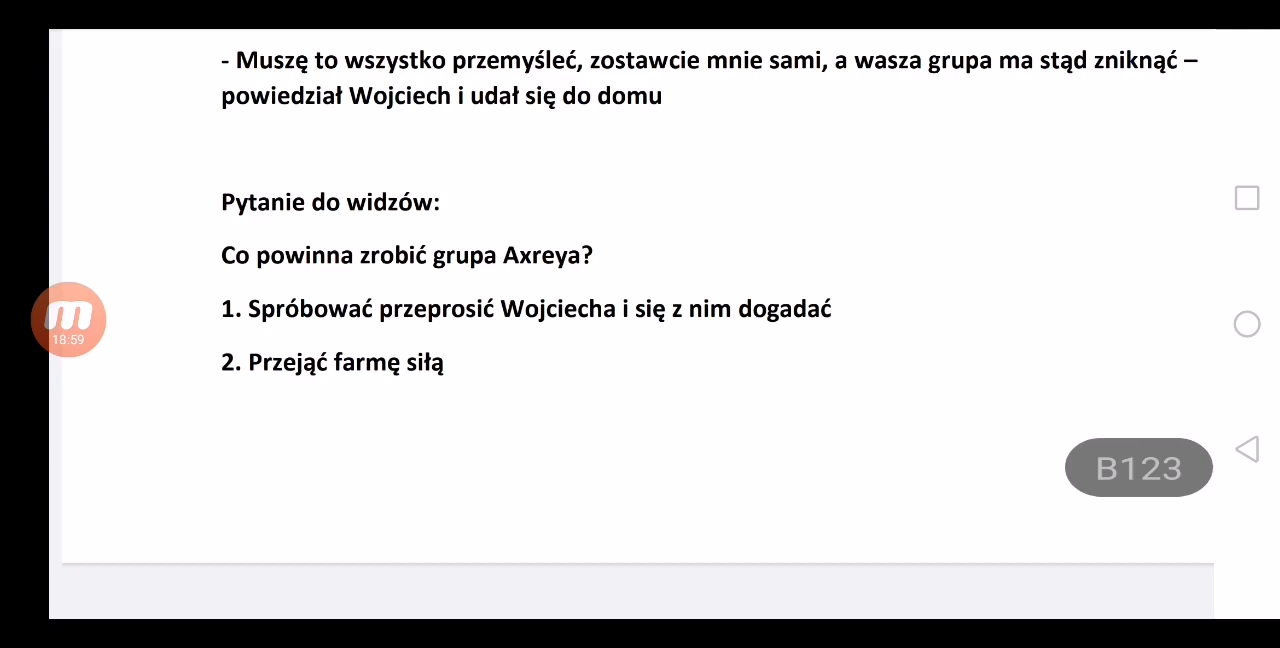 - Muszę to wszystko przemyśleć, zostawcie mnie sami, a wasza grupa ma stąd zniknąć –
powiedział Wojciech i udał się do domu
Pytanie do widzów:
Co powinna zrobić grupa Axreya?
1. Spróbować przeprosić Wojciecha i się z nim dogadać
m
18:59
2. Przejąć farmę siłą
B123